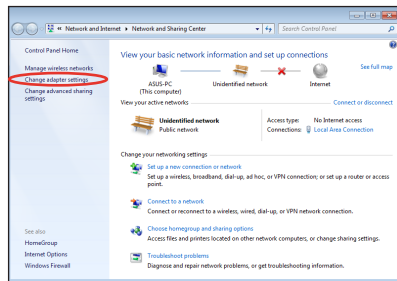 « Network and Internet ▸ Network and Sharing Center
Search Control Panel
Control Panel Home
Manage wireless networks
Change adapter settings
Change advanced sharing
settings
See also
HomeGroup
Internet Options
Windows Firewall
View your basic network information and set up connections
See full map
ASUS-PC
(This computer)
Unidentified network
Internet
View your active networks
Connect or disconnect
Unidentified network
Public network
Access type: No Internet access
Connections: Local Area Connection
Change your networking settings
Set up a new connection or network
Set up a wireless, broadband, dial-up, ad hoc, or VPN connection; or set up a router or access
point.
Connect to a network
Connect or reconnect to a wireless, wired, dial-up, or VPN network connection.
Choose homegroup and sharing options
Access files and printers located on other network computers, or change sharing settings.
Troubleshoot problems
Diagnose and repair network problems, or get troubleshooting information.